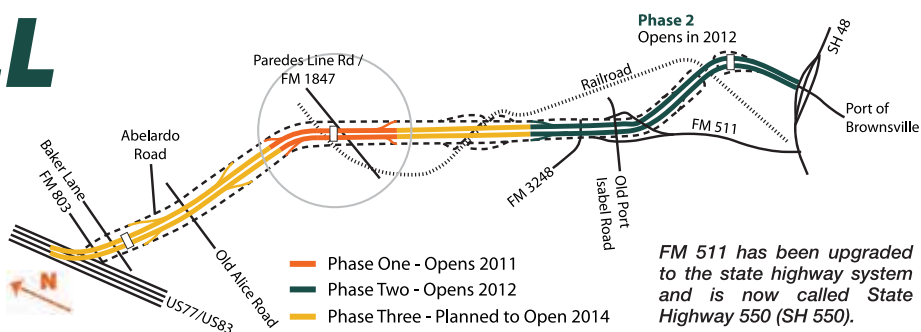 LL
Phase 2
Opens in 2012
SH 48
Paredes Line Rd /
FM 1847
Railroad
Port of
Brownsville
Abelardo
Road
FM 511
Baker Lane
FM 803
FM 3248
Old Port
Isabel Road
Old Alice Road
N
US77/US83
Phase One - Opens 2011
Phase Two - Opens 2012
Phase Three - Planned to Open 2014
FM 511 has been upgraded
to the state highway system
and is now called State
Highway 550 (SH 550).